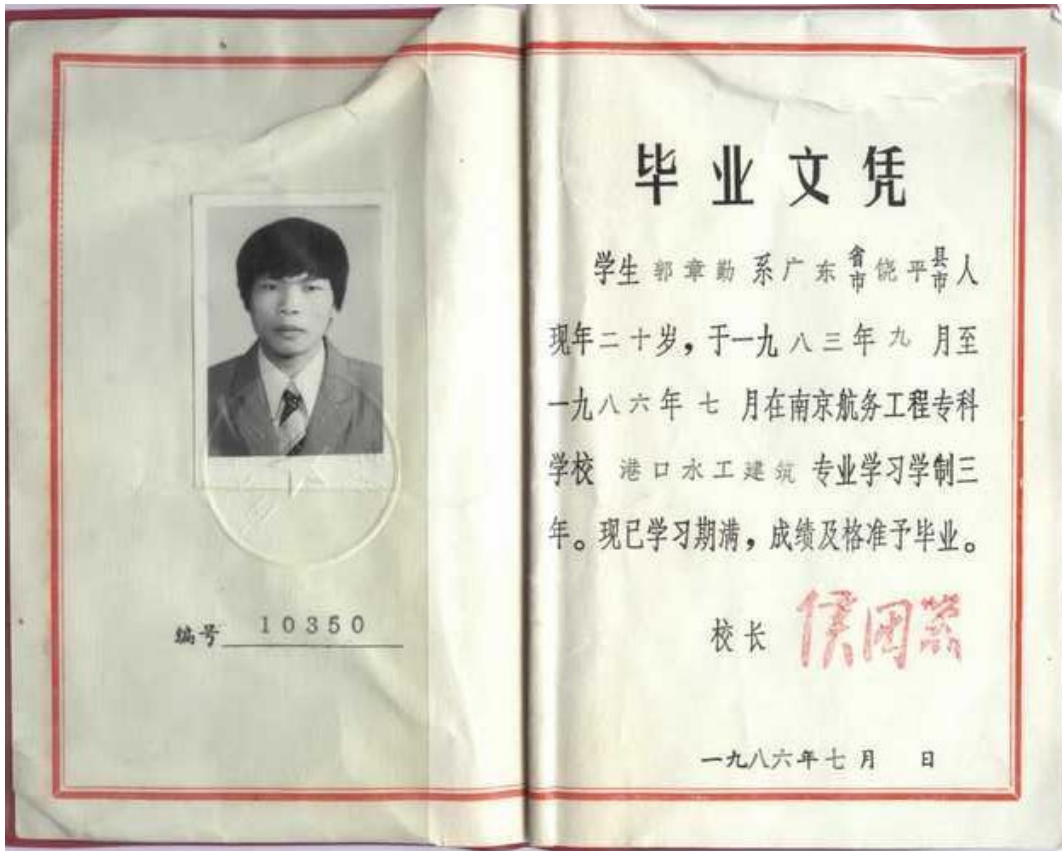 编号 10350
毕业文凭
学生 郭章勤 系广东省市饶平县市人
现年二十岁，于一九八三年九月至
一九八六年七月在南京航务工程专科
学校 港口水工建筑 专业学习学制三
年。现已学习期满，成绩及格准予毕业。
校长
一九八六年七月 日